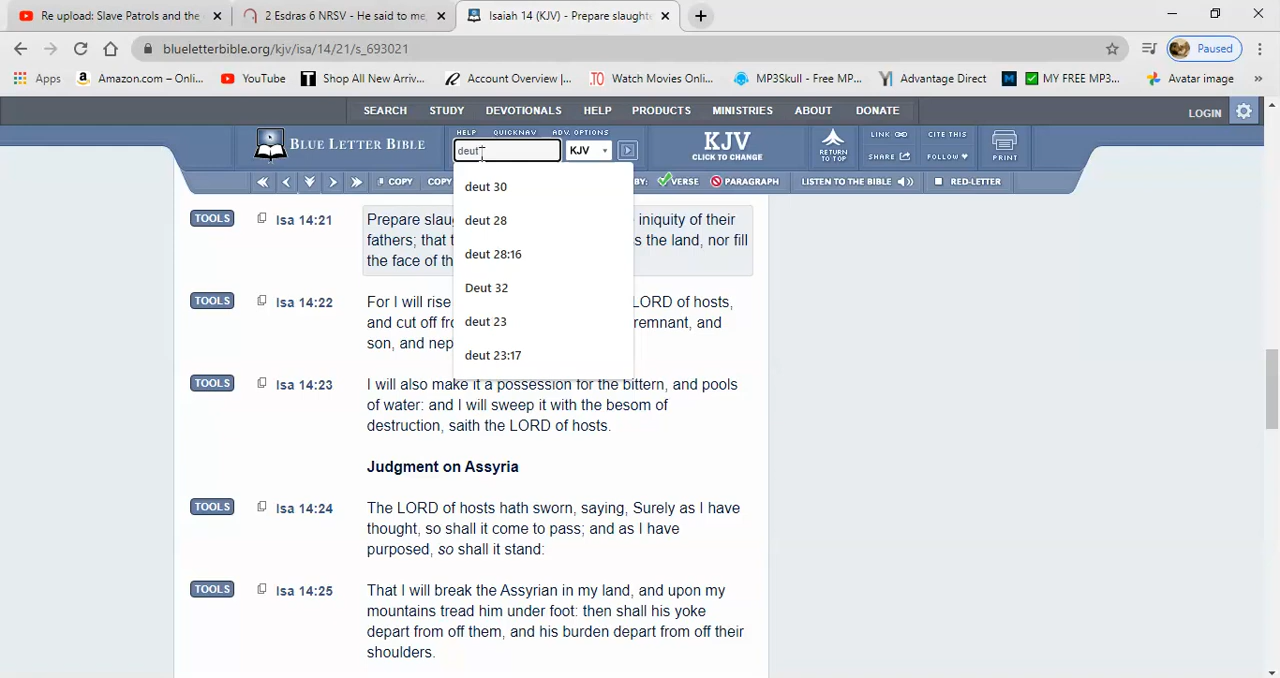 Re upload: Slave Patrols and the
2 Esdras 6 NRSV - He said to me,
Isaiah 14 (KJV) - Prepare slaught
blueletterbible.org/kjv/isa/14/21/s_693021
Paused
Apps
Amazon.com – Onli...
YouTube
Shop All New Arriv...
Account Overview |...
.TO Watch Movies Onli...
MP3Skull - Free MP...
Advantage Direct
MY FREE MP3...
Avatar image
SEARCH STUDY DEVOTIONALS HELP PRODUCTS MINISTRIES ABOUT DONATE LOGIN
HELP QUICKNAV ADV. OPTIONS
BLUE LETTER BIBLE
deut
KJV
KJV
CLICK TO CHANGE
RETURN
TO TOP
LINK
CITE THIS
SHARE
FOLLOW
PRINT
COPY
COPY
BY:
VERSE
PARAGRAPH
LISTEN TO THE BIBLE
RED-LETTER
deut 30
deut 28
deut 28:16
Deut 32
deut 23
deut 23:17
TOOLS Isa 14:21 Prepare slau iniquity of their
fathers; that t s the land, nor fill
the face of th
TOOLS Isa 14:22 For I will rise LORD of hosts,
and cut off fro remnant, and
son, and nep
TOOLS Isa 14:23 I will also make it a possession for the bittern, and pools
of water: and I will sweep it with the besom of
destruction, saith the LORD of hosts.
Judgment on Assyria
TOOLS Isa 14:24 The LORD of hosts hath sworn, saying, Surely as I have
thought, so shall it come to pass; and as I have
purposed, so shall it stand:
TOOLS Isa 14:25 That I will break the Assyrian in my land, and upon my
mountains tread him under foot: then shall his yoke
depart from off them, and his burden depart from off their
shoulders.